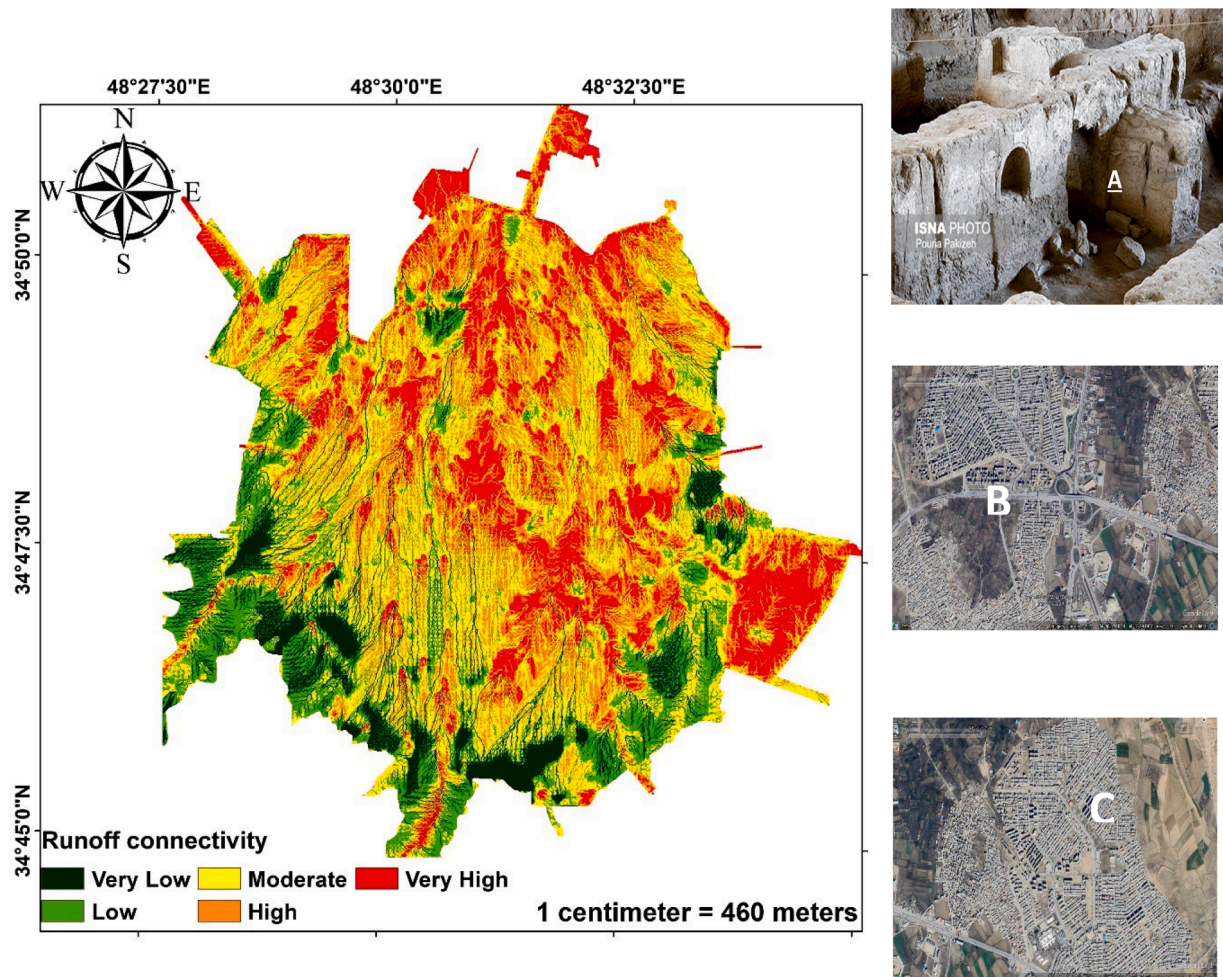 48°27'30"E 48°30'0"E 48°32'30"E
N
W E
S
34°50'0"N
34°47'30"N
34°45'0"N
Runoff connectivity
Very Low Moderate Very High
Low High
1 centimeter = 460 meters
A
ISNA PHOTO
Pouria Pakizeh
B
C